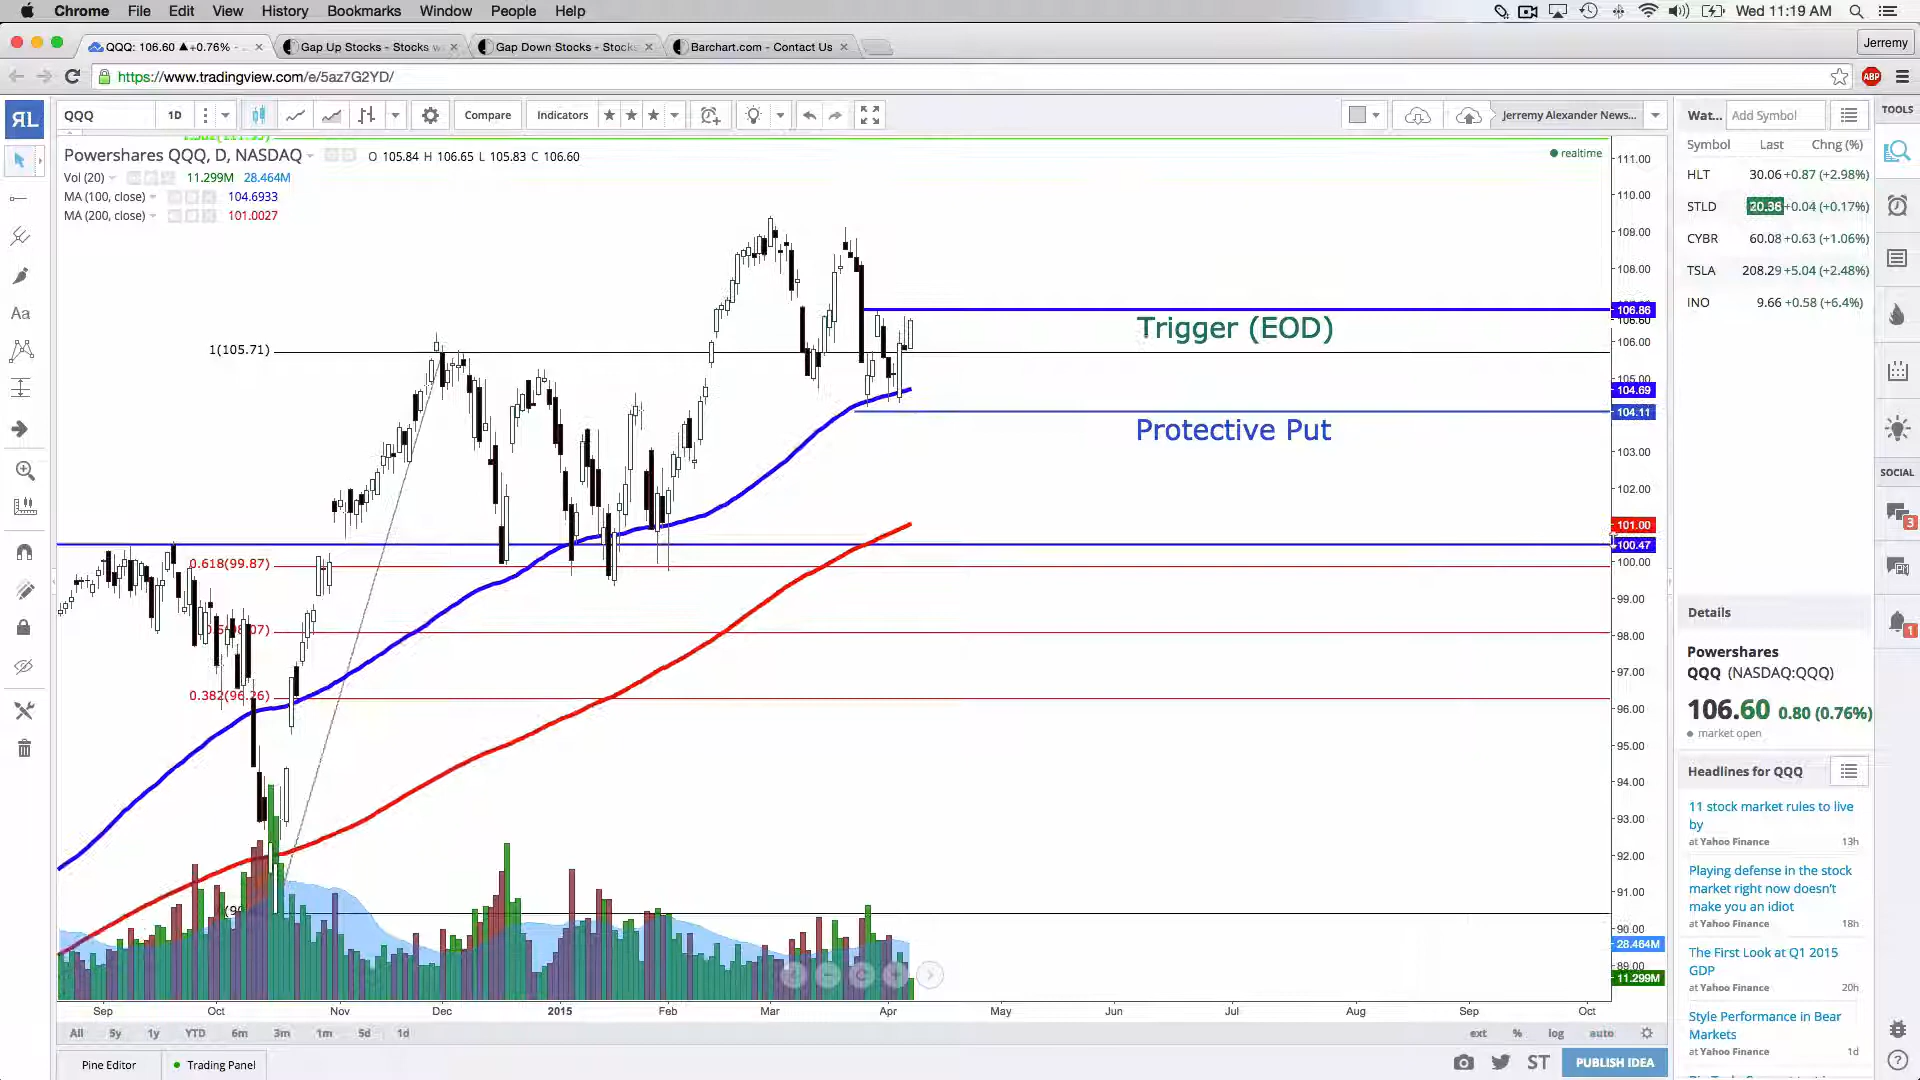 Chrome File Edit View History Bookmarks Window People Help Wed 11:19 AM
QQQ: 106.60 ▲+0.76% - Gap Up Stocks - Stocks Gap Down Stocks - Stocks Barchart.com - Contact Us Jerremy
https://www.tradingview.com/e/5az7G2YD/ ABP
QQQ 1D Compare Indicators Jerremy Alexander News...
Powershares QQQ, D, NASDAQ O 105.84 H 106.65 L 105.83 C 106.60 realtime
Vol (20) 11.299M 28.464M
MA (100, close) 104.6933
MA (200, close) 101.0027
Aa
1(105.71)
0.618(99.87)
0.382(96.26)
Trigger (EOD)
Protective Put
111.00
110.00
109.00
108.00
106.86
106.60
106.00
105.00
104.69
104.11
103.00
102.00
101.00
100.47
100.00
99.00
98.00
97.00
96.00
95.00
94.00
93.00
92.00
91.00
90.00
28.464M
89.00
11.299M
Sep Oct Nov Dec 2015 Feb Mar Apr May Jun Jul Aug Sep Oct
All 5y 1y YTD 6m 3m 1m 5d 1d ext % log auto
Pine Editor Trading Panel ST PUBLISH IDEA
Wat... Add Symbol
Symbol Last Chng (%)
HLT 30.06 +0.87 (+2.98%)
STLD 20.36 +0.04 (+0.17%)
CYBR 60.08 +0.63 (+1.06%)
TSLA 208.29 +5.04 (+2.48%)
INO 9.66 +0.58 (+6.4%)
Details
Powershares
QQQ (NASDAQ:QQQ)
106.60 0.80 (0.76%)
market open
Headlines for QQQ
11 stock market rules to live
by
at Yahoo Finance 13h
Playing defense in the stock
market right now doesn't
make you an idiot
at Yahoo Finance 18h
The First Look at Q1 2015
GDP
at Yahoo Finance 20h
Style Performance in Bear
Markets
at Yahoo Finance 1d
TOOLS
SOCIAL
3
1